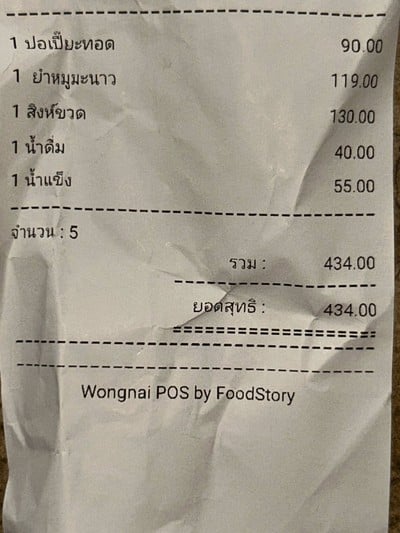 1 ปอเปี๊ยะทอด 90.00
1 ยำหมูมะนาว 119.00
1 สิงห์ขวด 130.00
1 น้ำดื่ม 40.00
1 น้ำแข็ง 55.00
จำนวน : 5
รวม : 434.00
ยอดสุทธิ : 434.00
Wongnai POS by FoodStory